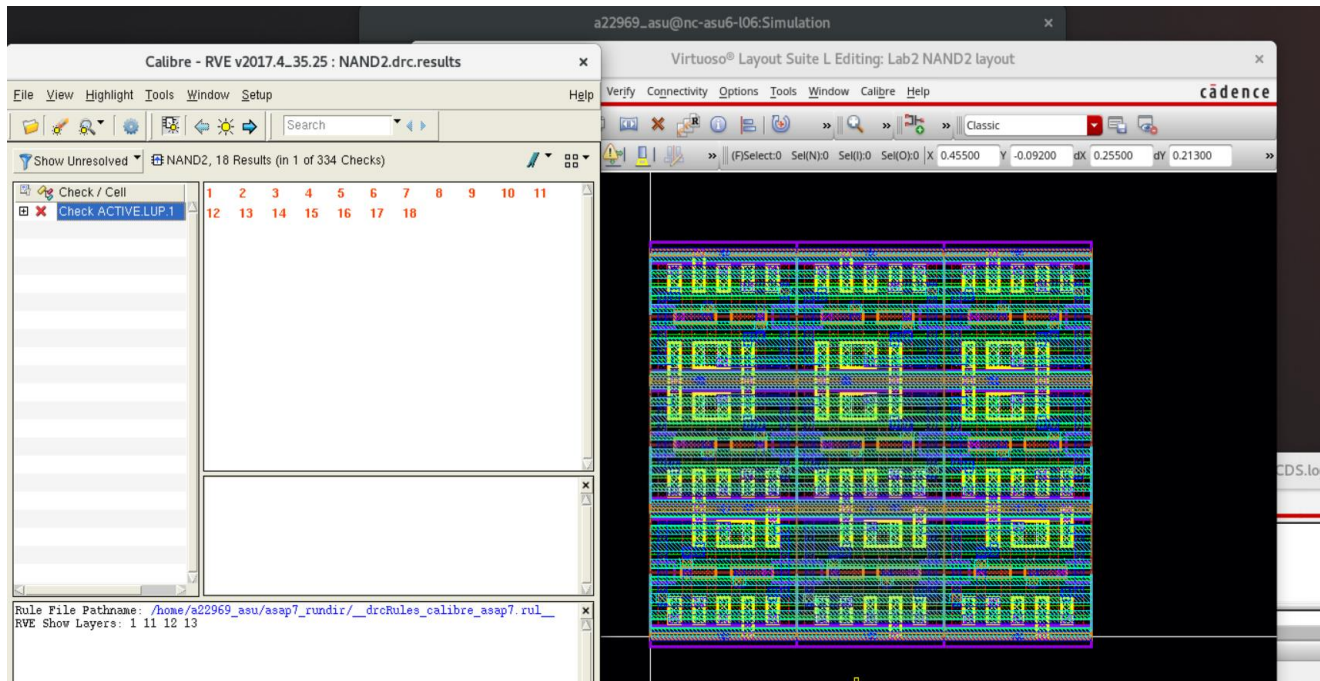 a22969_asu@nc-asu6-l06:Simulation ×
Calibre - RVE v2017.4_35.25 : NAND2.drc.results ×
File View Highlight Tools Window Setup Help
Search
Show Unresolved NAND2, 18 Results (in 1 of 334 Checks)
Check / Cell
Check ACTIVE.LUP.1
1 2 3 4 5 6 7 8 9 10 11
12 13 14 15 16 17 18
Rule File Pathname: /home/a22969_asu/asap7_rundir/__drcRules_calibre_asap7.rul__
RVE Show Layers: 1 11 12 13
Virtuoso® Layout Suite L Editing: Lab2 NAND2 layout ×
Verify Connectivity Options Tools Window Calibre Help cādence
» » » Classic
» (F)Select:0 Sel(N):0 Sel(I):0 Sel(O):0 X 0.45500 Y -0.09200 dX 0.25500 dY 0.21300 »
CDS.lo